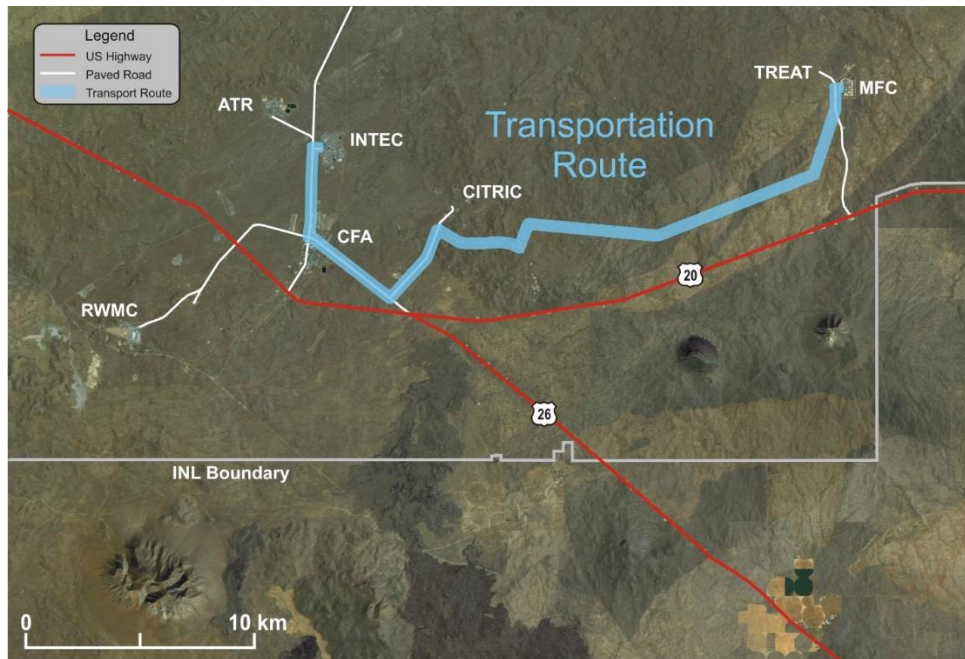 Legend
US Highway
Paved Road
Transport Route
ATR
INTEC
TREAT
MFC
Transportation
Route
CITRIC
CFA
20
RWMC
26
INL Boundary
0
10 km